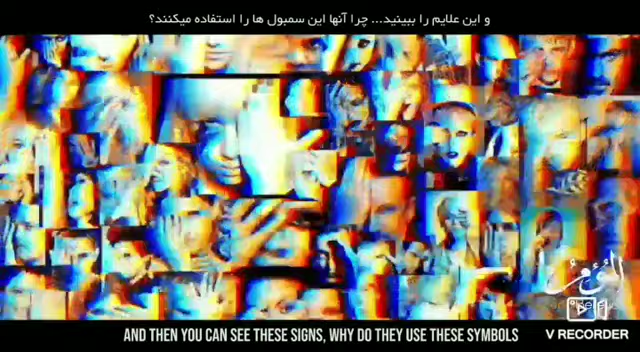 و این علایم را ببینید... چرا آنها این سمبول ها را استفاده میکنند؟
AND THEN YOU CAN SEE THESE SIGNS, WHY DO THEY USE THESE SYMBOLS
V RECORDER